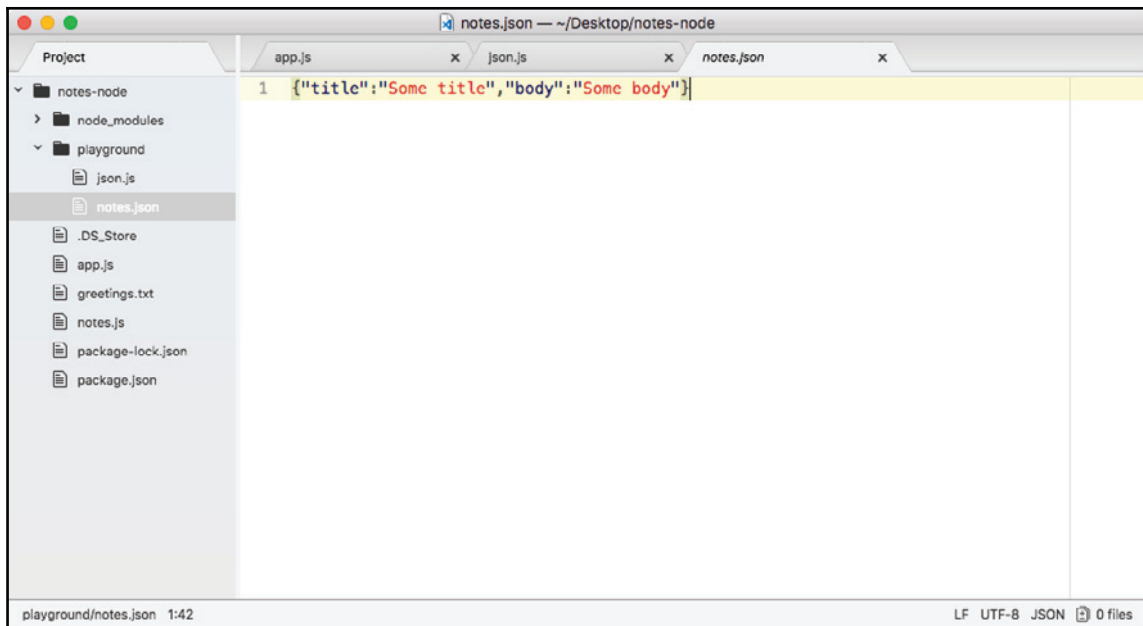 notes.json — ~/Desktop/notes-node
Project
app.js
json.js
notes.json
notes-node
node_modules
playground
json.js
notes.json
.DS_Store
app.js
greetings.txt
notes.js
package-lock.json
package.json
1 {"title":"Some title","body":"Some body"}
playground/notes.json 1:42
LF UTF-8 JSON 0 files